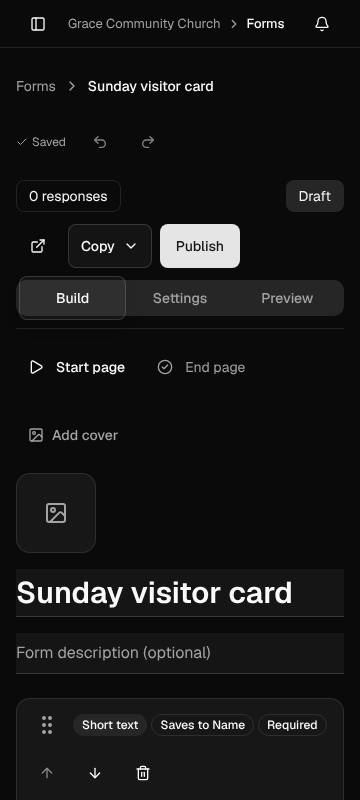 Grace Community Church > Forms
Forms > Sunday visitor card
Saved
0 responses
Draft
Copy
Publish
Build
Settings
Preview
Start page
End page
Add cover
Sunday visitor card
Form description (optional)
Short text
Saves to Name
Required